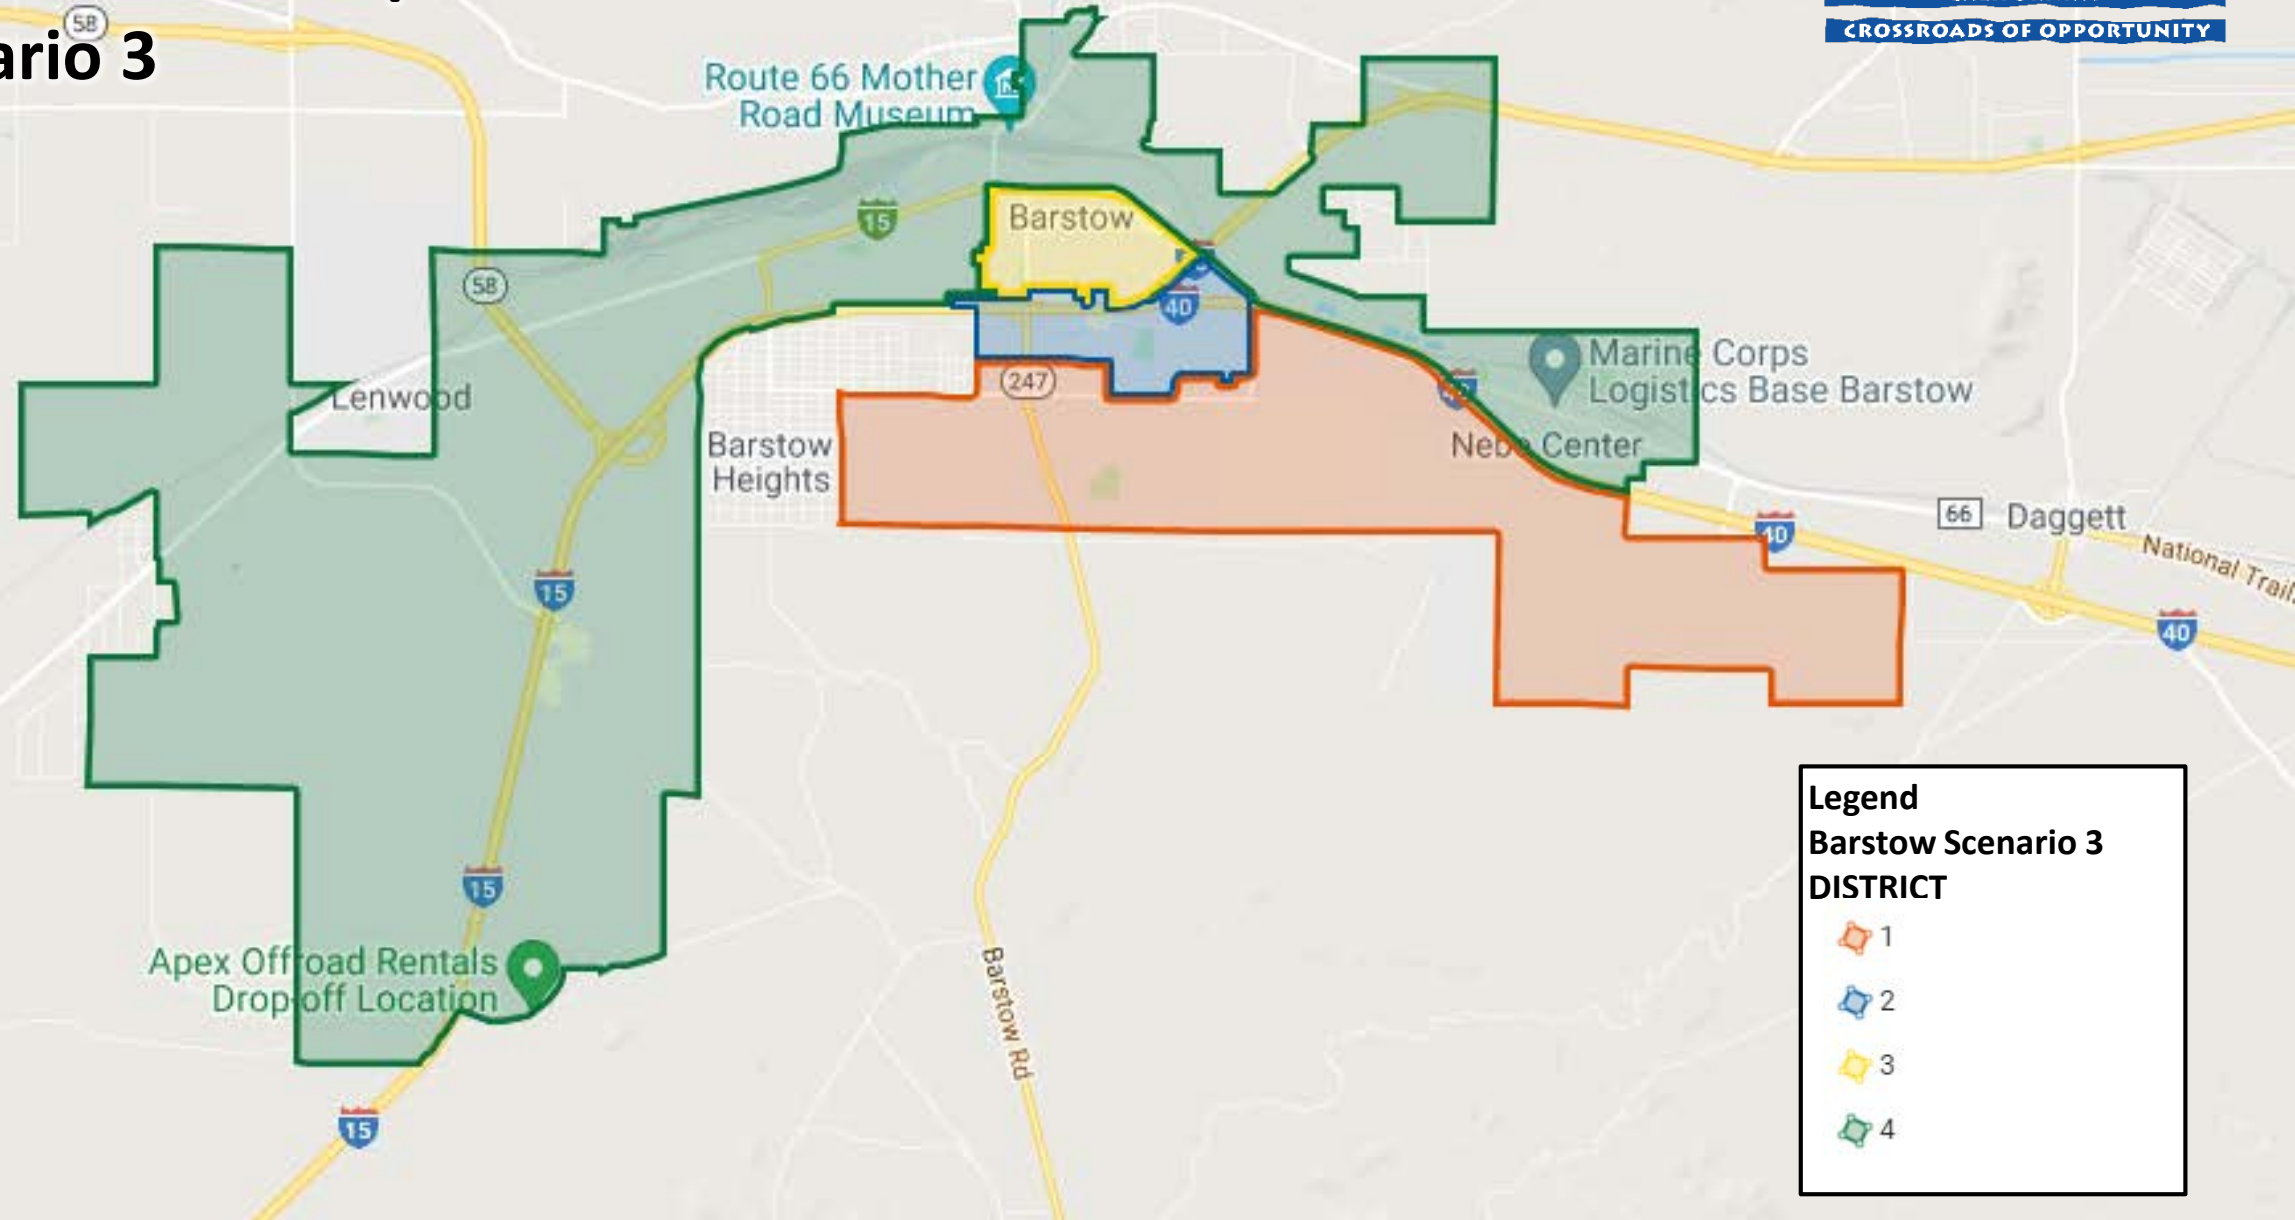 58
ario 3
CROSSROADS OF OPPORTUNITY
Route 66 Mother
Road Museum
15
Barstow
58
40
Lenwood
247
Marine Corps
Logistics Base Barstow
40
Barstow
Heights
Nebo Center
66
Daggett
40
National Trail
15
40
Legend
Barstow Scenario 3
DISTRICT
1
2
3
4
15
Apex Offroad Rentals
Drop-off Location
Barstow Rd
15